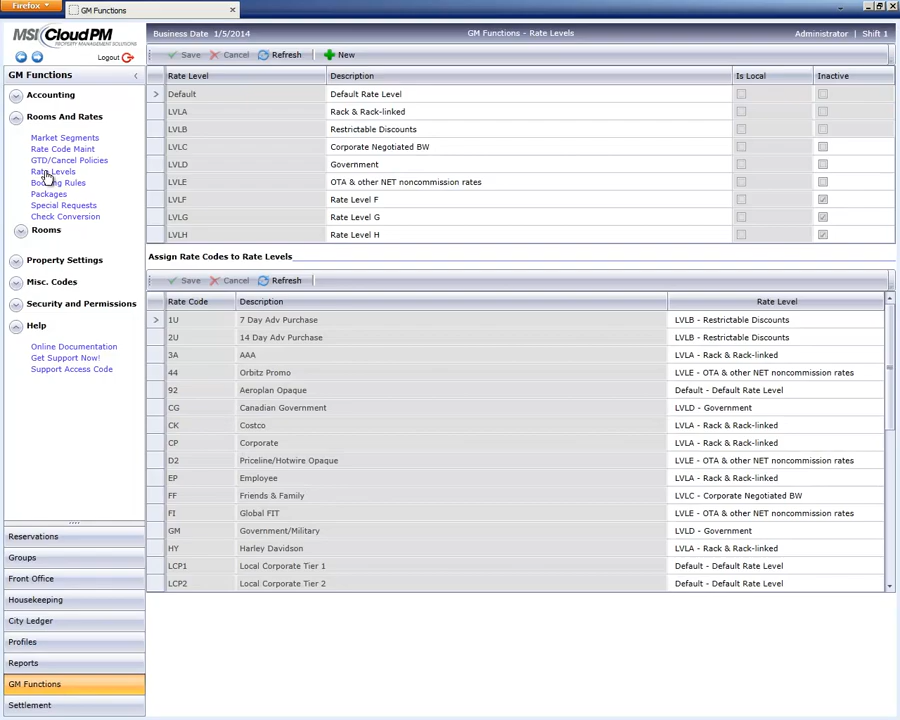 Firefox
GM Functions
MSI CloudPM
PROPERTY MANAGEMENT SOLUTIONS
Logout
Business Date 1/5/2014
GM Functions - Rate Levels
Administrator | Shift 1
Save Cancel Refresh New
GM Functions
Accounting
Rooms And Rates
Market Segments
Rate Code Maint
GTD/Cancel Policies
Rate Levels
Booking Rules
Packages
Special Requests
Check Conversion
Rooms
Property Settings
Misc. Codes
Security and Permissions
Help
Online Documentation
Get Support Now!
Support Access Code
Reservations
Groups
Front Office
Housekeeping
City Ledger
Profiles
Reports
GM Functions
Settlement
Rate Level Description Is Local Inactive
Default Default Rate Level
LVLA Rack & Rack-linked
LVLB Restrictable Discounts
LVLC Corporate Negotiated BW
LVLD Government
LVLE OTA & other NET noncommission rates
LVLF Rate Level F
LVLG Rate Level G
LVLH Rate Level H
Assign Rate Codes to Rate Levels
Save Cancel Refresh
Rate Code Description Rate Level
1U 7 Day Adv Purchase LVLB - Restrictable Discounts
2U 14 Day Adv Purchase LVLB - Restrictable Discounts
3A AAA LVLA - Rack & Rack-linked
44 Orbitz Promo LVLE - OTA & other NET noncommission rates
92 Aeroplan Opaque Default - Default Rate Level
CG Canadian Government LVLD - Government
CK Costco LVLA - Rack & Rack-linked
CP Corporate LVLA - Rack & Rack-linked
D2 Priceline/Hotwire Opaque LVLE - OTA & other NET noncommission rates
EP Employee LVLA - Rack & Rack-linked
FF Friends & Family LVLC - Corporate Negotiated BW
FI Global FIT LVLE - OTA & other NET noncommission rates
GM Government/Military LVLD - Government
HY Harley Davidson LVLA - Rack & Rack-linked
LCP1 Local Corporate Tier 1 Default - Default Rate Level
LCP2 Local Corporate Tier 2 Default - Default Rate Level